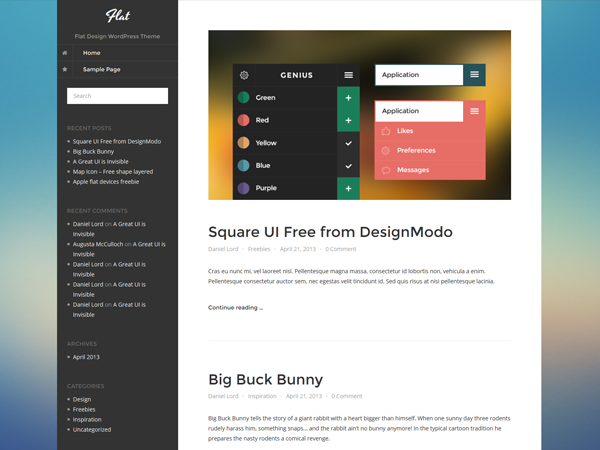 Flat
Flat Design WordPress Theme
Home
Sample Page
Search
RECENT POSTS
Square UI Free from DesignModo
Big Buck Bunny
A Great UI is Invisible
Map Icon – Free shape layered
Apple flat devices freebie
RECENT COMMENTS
Daniel Lord on A Great UI is
Invisible
Augusta McCulloch on A Great UI is
Invisible
Daniel Lord on A Great UI is
Invisible
Daniel Lord on A Great UI is
Invisible
Daniel Lord on A Great UI is
Invisible
ARCHIVES
April 2013
CATEGORIES
Design
Freebies
Inspiration
Uncategorized
GENIUS
Green
Red
Yellow
Blue
Purple
Application
Application
Likes
Preferences
Messages
Square UI Free from DesignModo
Daniel Lord · Freebies · April 21, 2013 · 0 Comment
Cras eu nunc mi, vel laoreet nisl. Pellentesque magna massa, consectetur id lobortis non, vehicula a enim.
Pellentesque consectetur auctor sem, nec egestas velit tincidunt id. Sed quis risus at nisi pellentesque lacinia.
Continue reading ...
Big Buck Bunny
Daniel Lord · Inspiration · April 21, 2013 · 0 Comment
Big Buck Bunny tells the story of a giant rabbit with a heart bigger than himself. When one sunny day three rodents
rudely harass him, something snaps... and the rabbit ain't no bunny anymore! In the typical cartoon tradition he
prepares the nasty rodents a comical revenge.